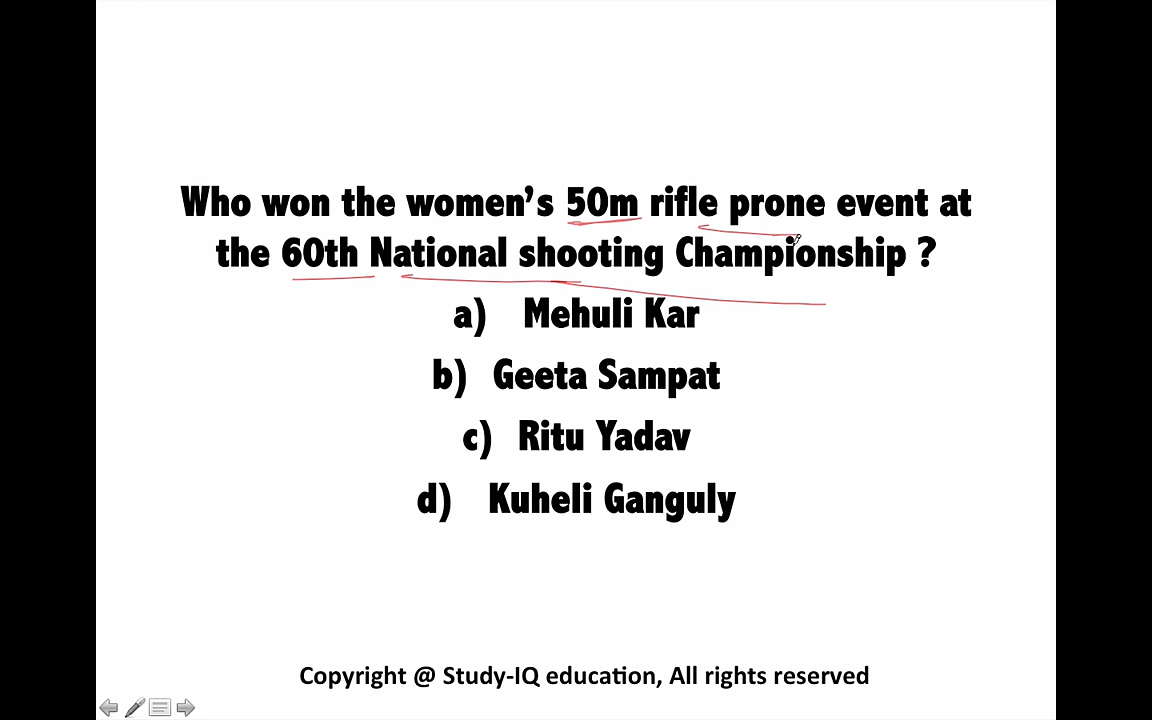 Who won the women’s 50m rifle prone event at
the 60th National shooting Championship ?
a) Mehuli Kar
b) Geeta Sampat
c) Ritu Yadav
d) Kuheli Ganguly
Copyright @ Study-IQ education, All rights reserved